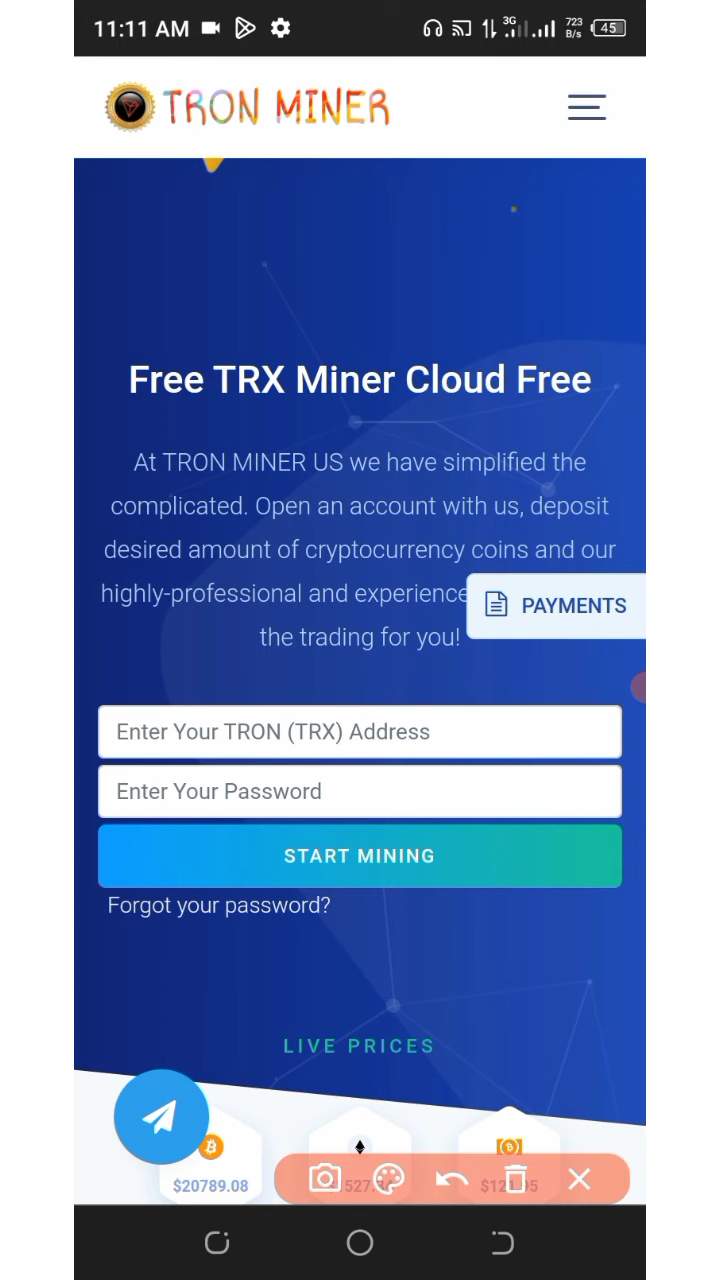 11:11 AM
3G
723
B/s
45
TRON MINER
Free TRX Miner Cloud Free
At TRON MINER US we have simplified the
complicated. Open an account with us, deposit
desired amount of cryptocurrency coins and our
highly-professional and experience
PAYMENTS
the trading for you!
Enter Your TRON (TRX) Address
Enter Your Password
START MINING
Forgot your password?
LIVE PRICES
$20789.08